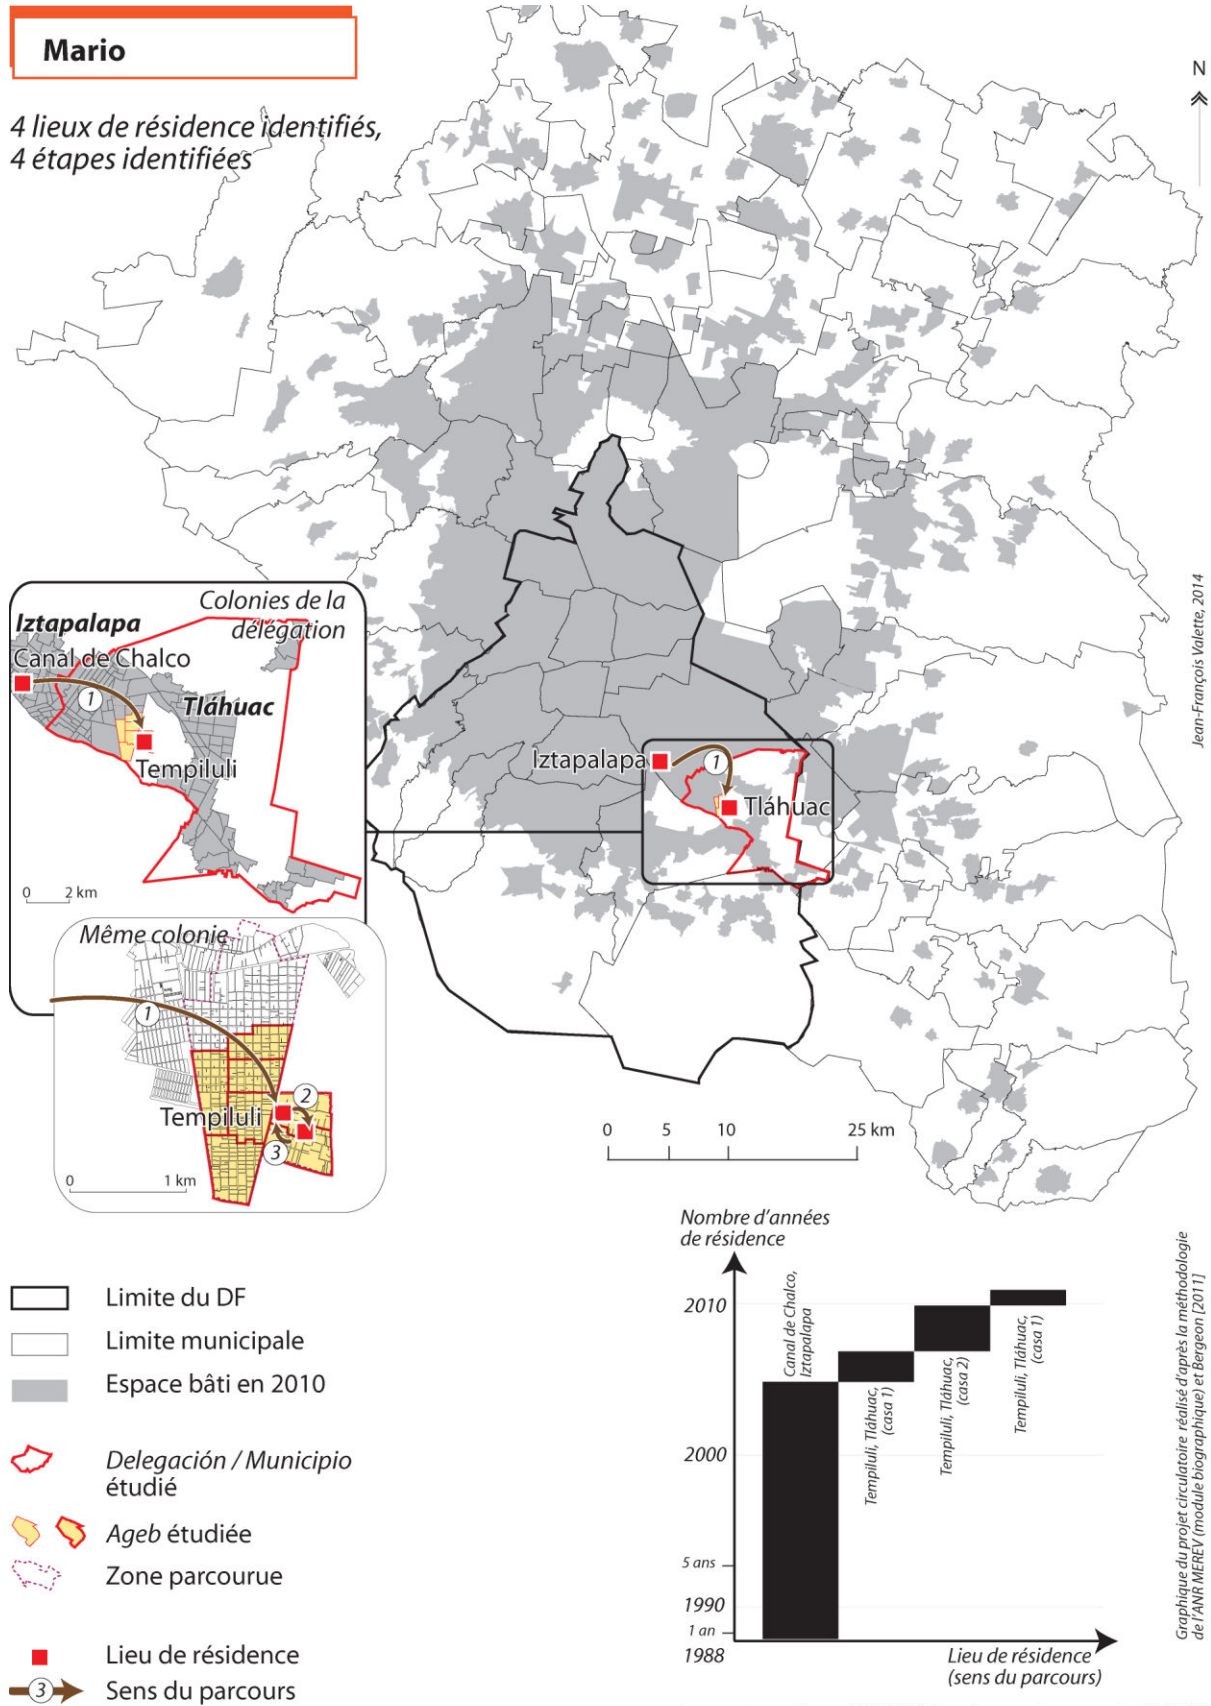 Mario
4 lieux de résidence identifiés,
4 étapes identifiées
N
Jean-François Valette, 2014
Colonies de la
délégation
Iztapalapa
Canal de Chalco
1
Tláhuac
Tempiluli
0 2 km
Iztapalapa
1
Tláhuac
Même colonie
1
Tempiluli
2
3
0 1 km
0 5 10 25 km
Limite du DF
Limite municipale
Espace bâti en 2010
Delegación / Municipio
étudié
Ageb étudiée
Zone parcourue
Lieu de résidence
3 Sens du parcours
Nombre d'années
de résidence
2010
2000
5 ans
1990
1 an
1988
Canal de Chalco,
Iztapalapa
Tempiluli, Tláhuac,
(casa 1)
Tempiluli, Tláhuac,
(casa 2)
Tempiluli, Tláhuac,
(casa 1)
Lieu de résidence
(sens du parcours)
Graphique du projet circulatoire réalisé d'après la méthodologie
de l'ANR MEREV (module biographique) et Bergeon [2011]